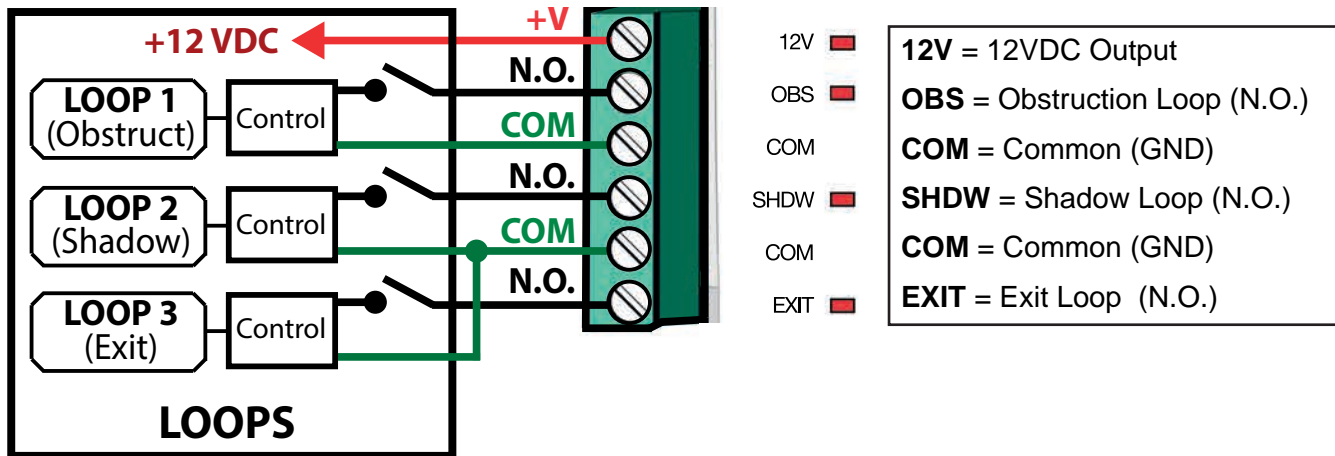 +12 VDC
+V
N.O.
LOOP 1
(Obstruct)
Control
COM
N.O.
LOOP 2
(Shadow)
Control
COM
N.O.
LOOP 3
(Exit)
Control
LOOPS
12V
OBS
COM
SHDW
COM
EXIT
12V = 12VDC Output
OBS = Obstruction Loop (N.O.)
COM = Common (GND)
SHDW = Shadow Loop (N.O.)
COM = Common (GND)
EXIT = Exit Loop (N.O.)